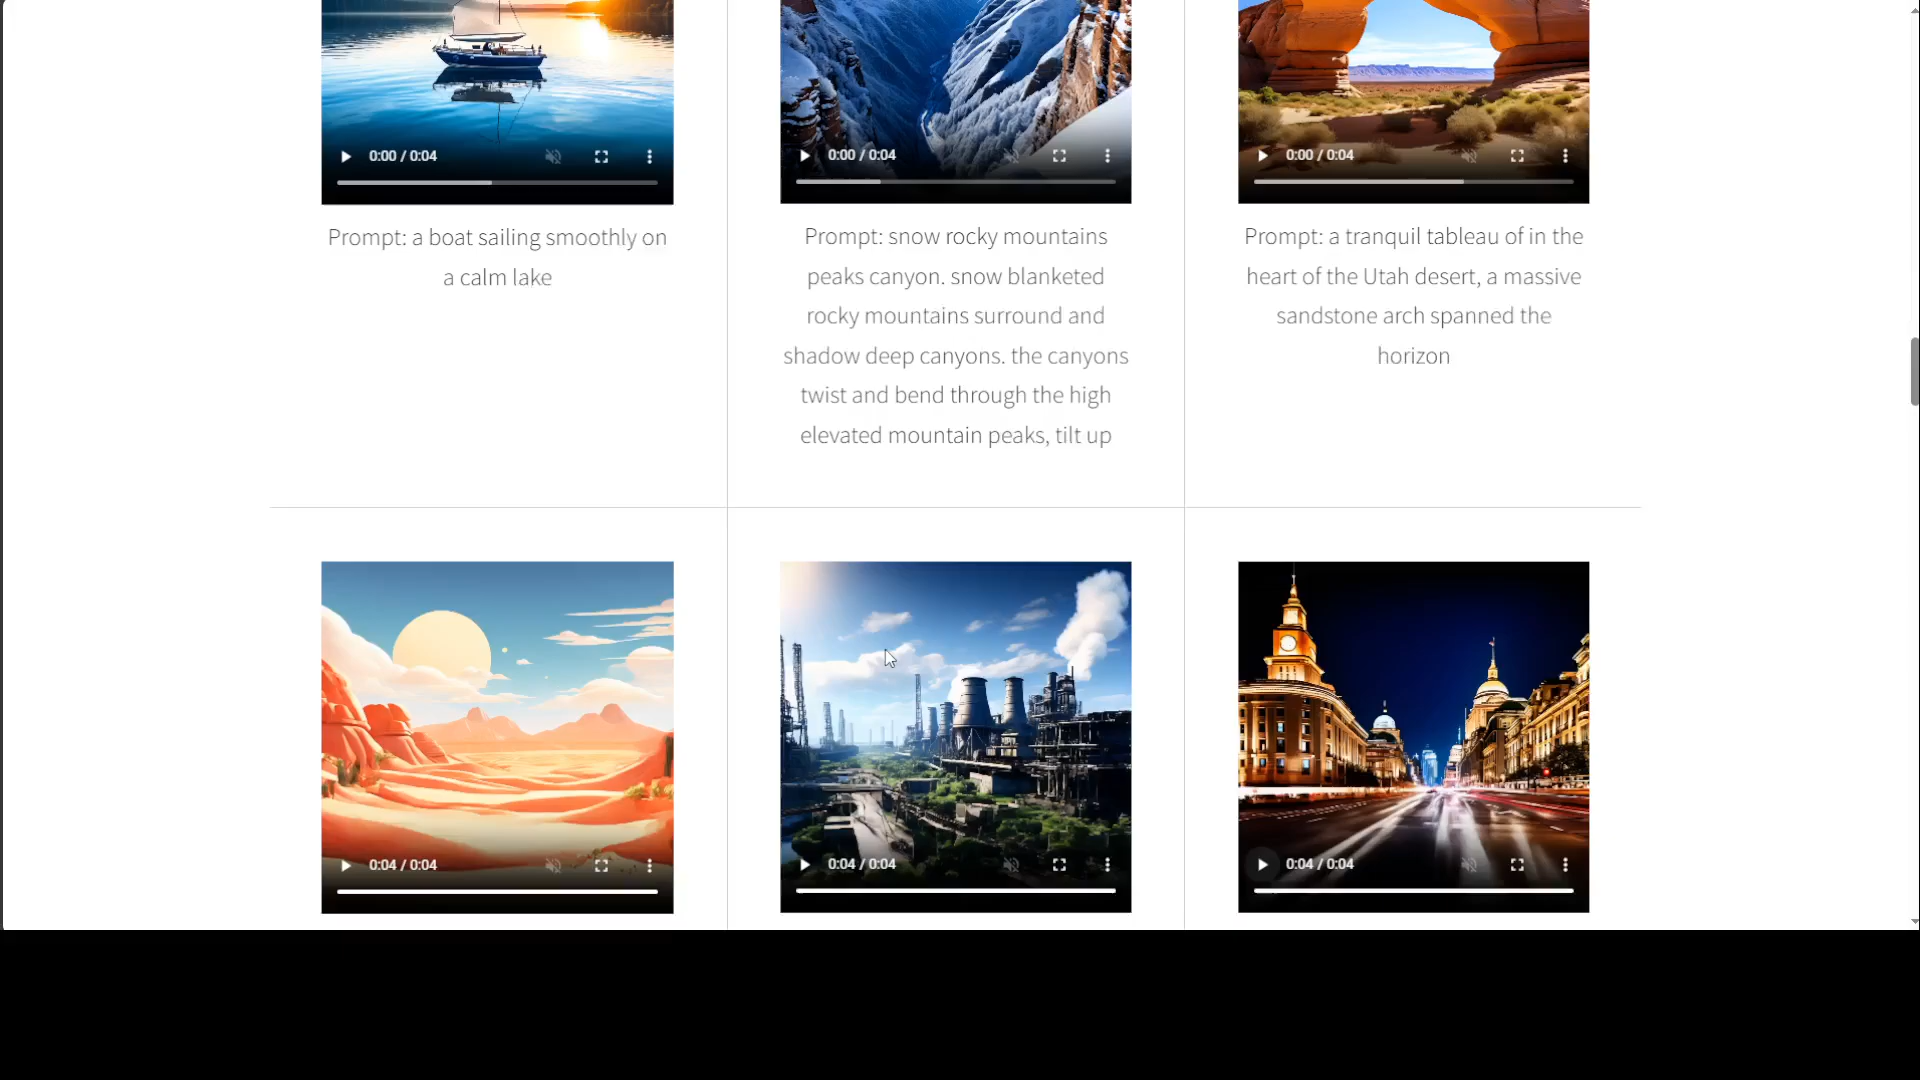 0:00 / 0:04
0:00 / 0:04
0:00 / 0:04
Prompt: a boat sailing smoothly on
a calm lake
Prompt: snow rocky mountains
peaks canyon. snow blanketed
rocky mountains surround and
shadow deep canyons. the canyons
twist and bend through the high
elevated mountain peaks, tilt up
Prompt: a tranquil tableau of in the
heart of the Utah desert, a massive
sandstone arch spanned the
horizon
0:04 / 0:04
0:04 / 0:04
0:04 / 0:04